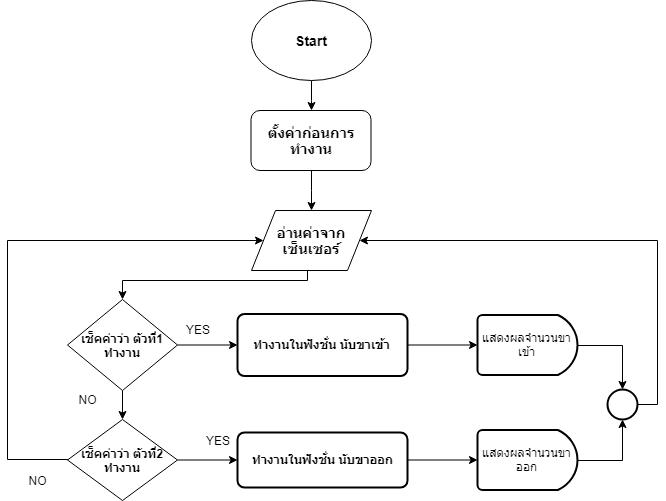 Start
ตั้งค่าก่อนการ
ทำงาน
อ่านค่าจาก
เซ็นเซอร์
เช็คค่าว่า ตัวที่1
ทำงาน
YES
ทำงานในฟังชั่น นับขาเข้า
แสดงผลจำนวนขา
เข้า
NO
เช็คค่าว่า ตัวที่2
ทำงาน
YES
ทำงานในฟังชั่น นับขาออก
แสดงผลจำนวนขา
ออก
NO